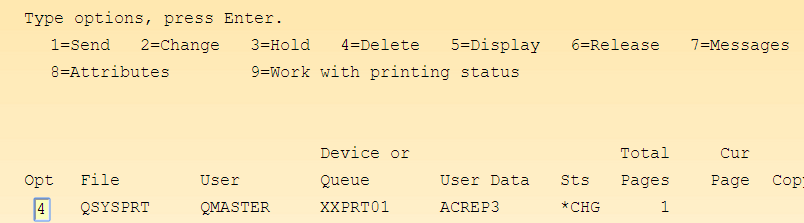 Type options, press Enter.
1=Send 2=Change 3=Hold 4=Delete 5=Display 6=Release 7=Messages
8=Attributes 9=Work with printing status
Device or Total Cur
Opt File User Queue User Data Sts Pages Page Copy
4 QSYSPRT QMASTER XXPRT01 ACREP3 *CHG 1